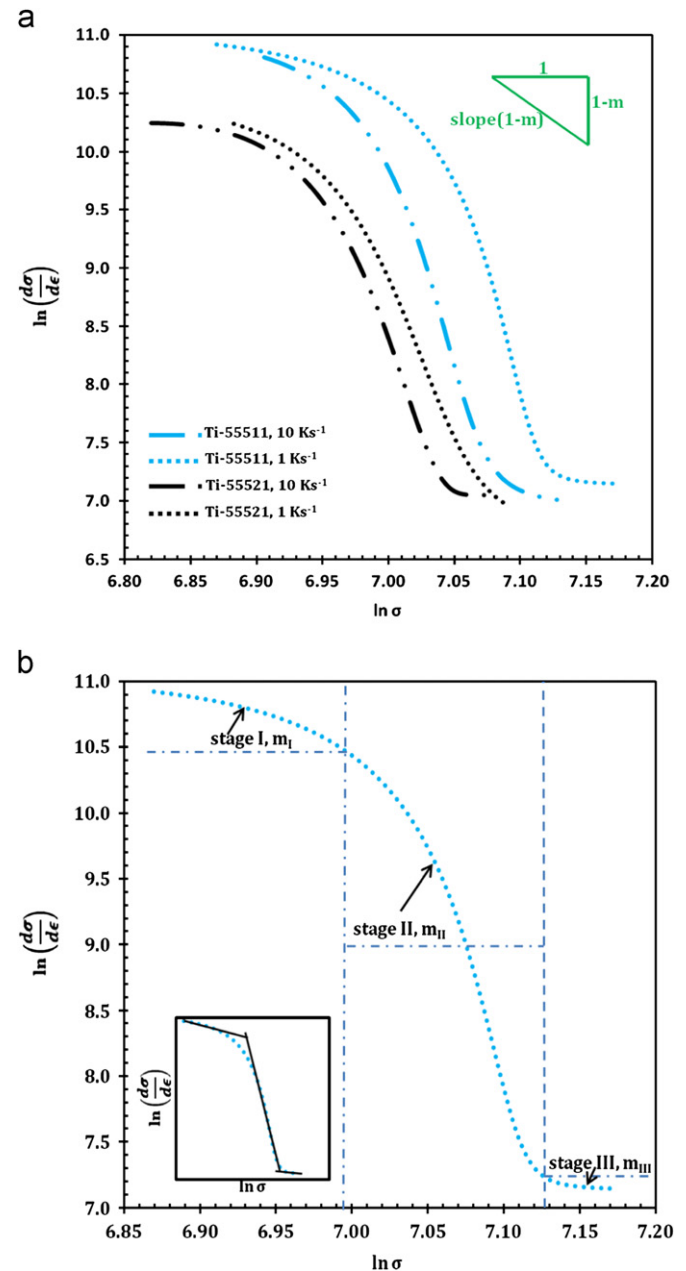 a
11.0
10.5
10.0
9.5
9.0
8.5
8.0
7.5
7.0
6.5
ln(dσ/dϵ)
1
1-m
slope(1-m)
Ti-55511, 10 Ks⁻¹
Ti-55511, 1 Ks⁻¹
Ti-55521, 10 Ks⁻¹
Ti-55521, 1 Ks⁻¹
6.80 6.85 6.90 6.95 7.00 7.05 7.10 7.15 7.20
ln σ
b
11.0
10.5
10.0
9.5
9.0
8.5
8.0
7.5
7.0
ln(dσ/dϵ)
stage I, mI
stage II, mII
stage III, mIII
ln(dσ/dϵ)
ln σ
6.85 6.90 6.95 7.00 7.05 7.10 7.15 7.20
ln σ